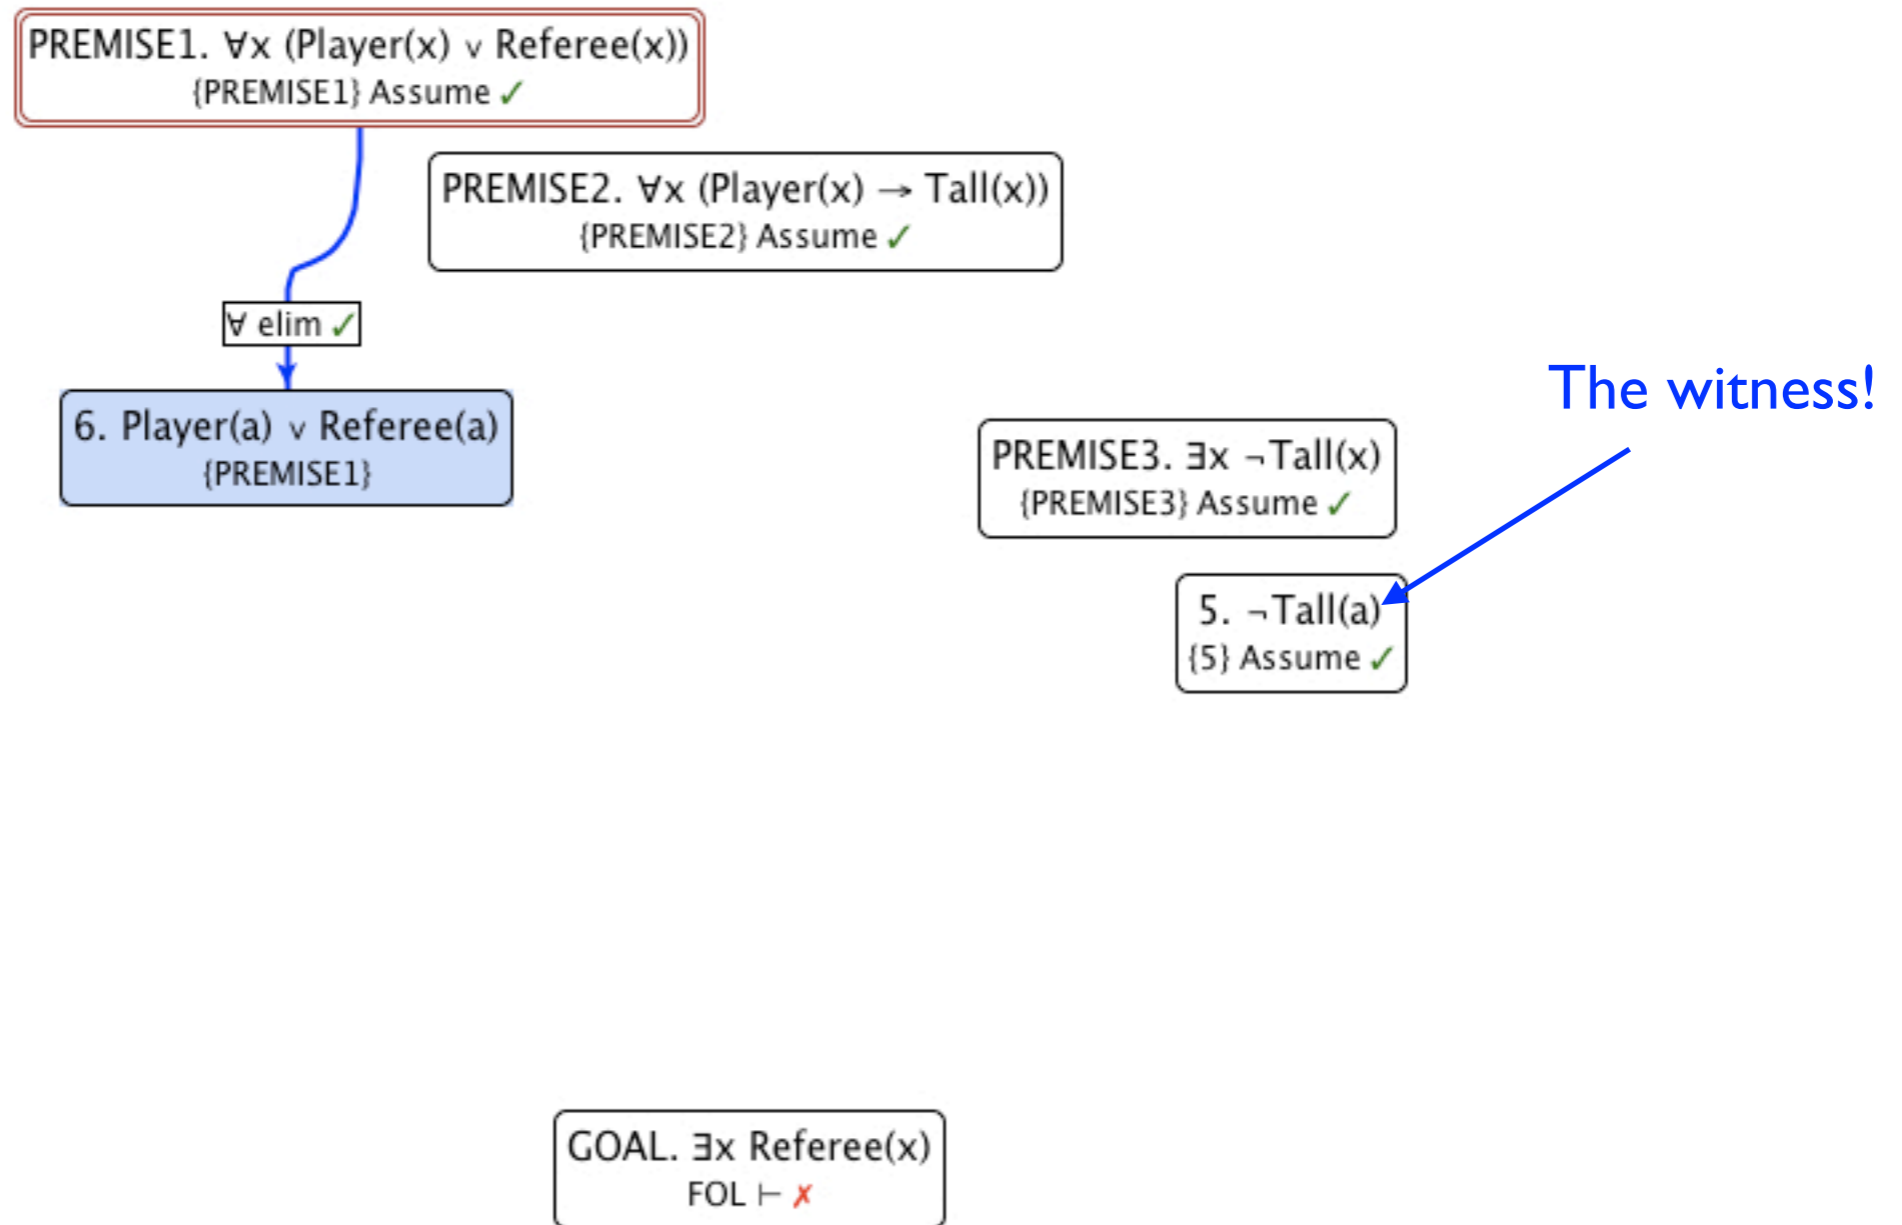 PREMISE1. ∀x (Player(x) ∨ Referee(x))
{PREMISE1} Assume ✓
PREMISE2. ∀x (Player(x) → Tall(x))
{PREMISE2} Assume ✓
∀ elim ✓
The witness!
6. Player(a) ∨ Referee(a)
{PREMISE1}
PREMISE3. ∃x ¬Tall(x)
{PREMISE3} Assume ✓
5. ¬Tall(a)
{5} Assume ✓
GOAL. ∃x Referee(x)
FOL ⊢ ✗